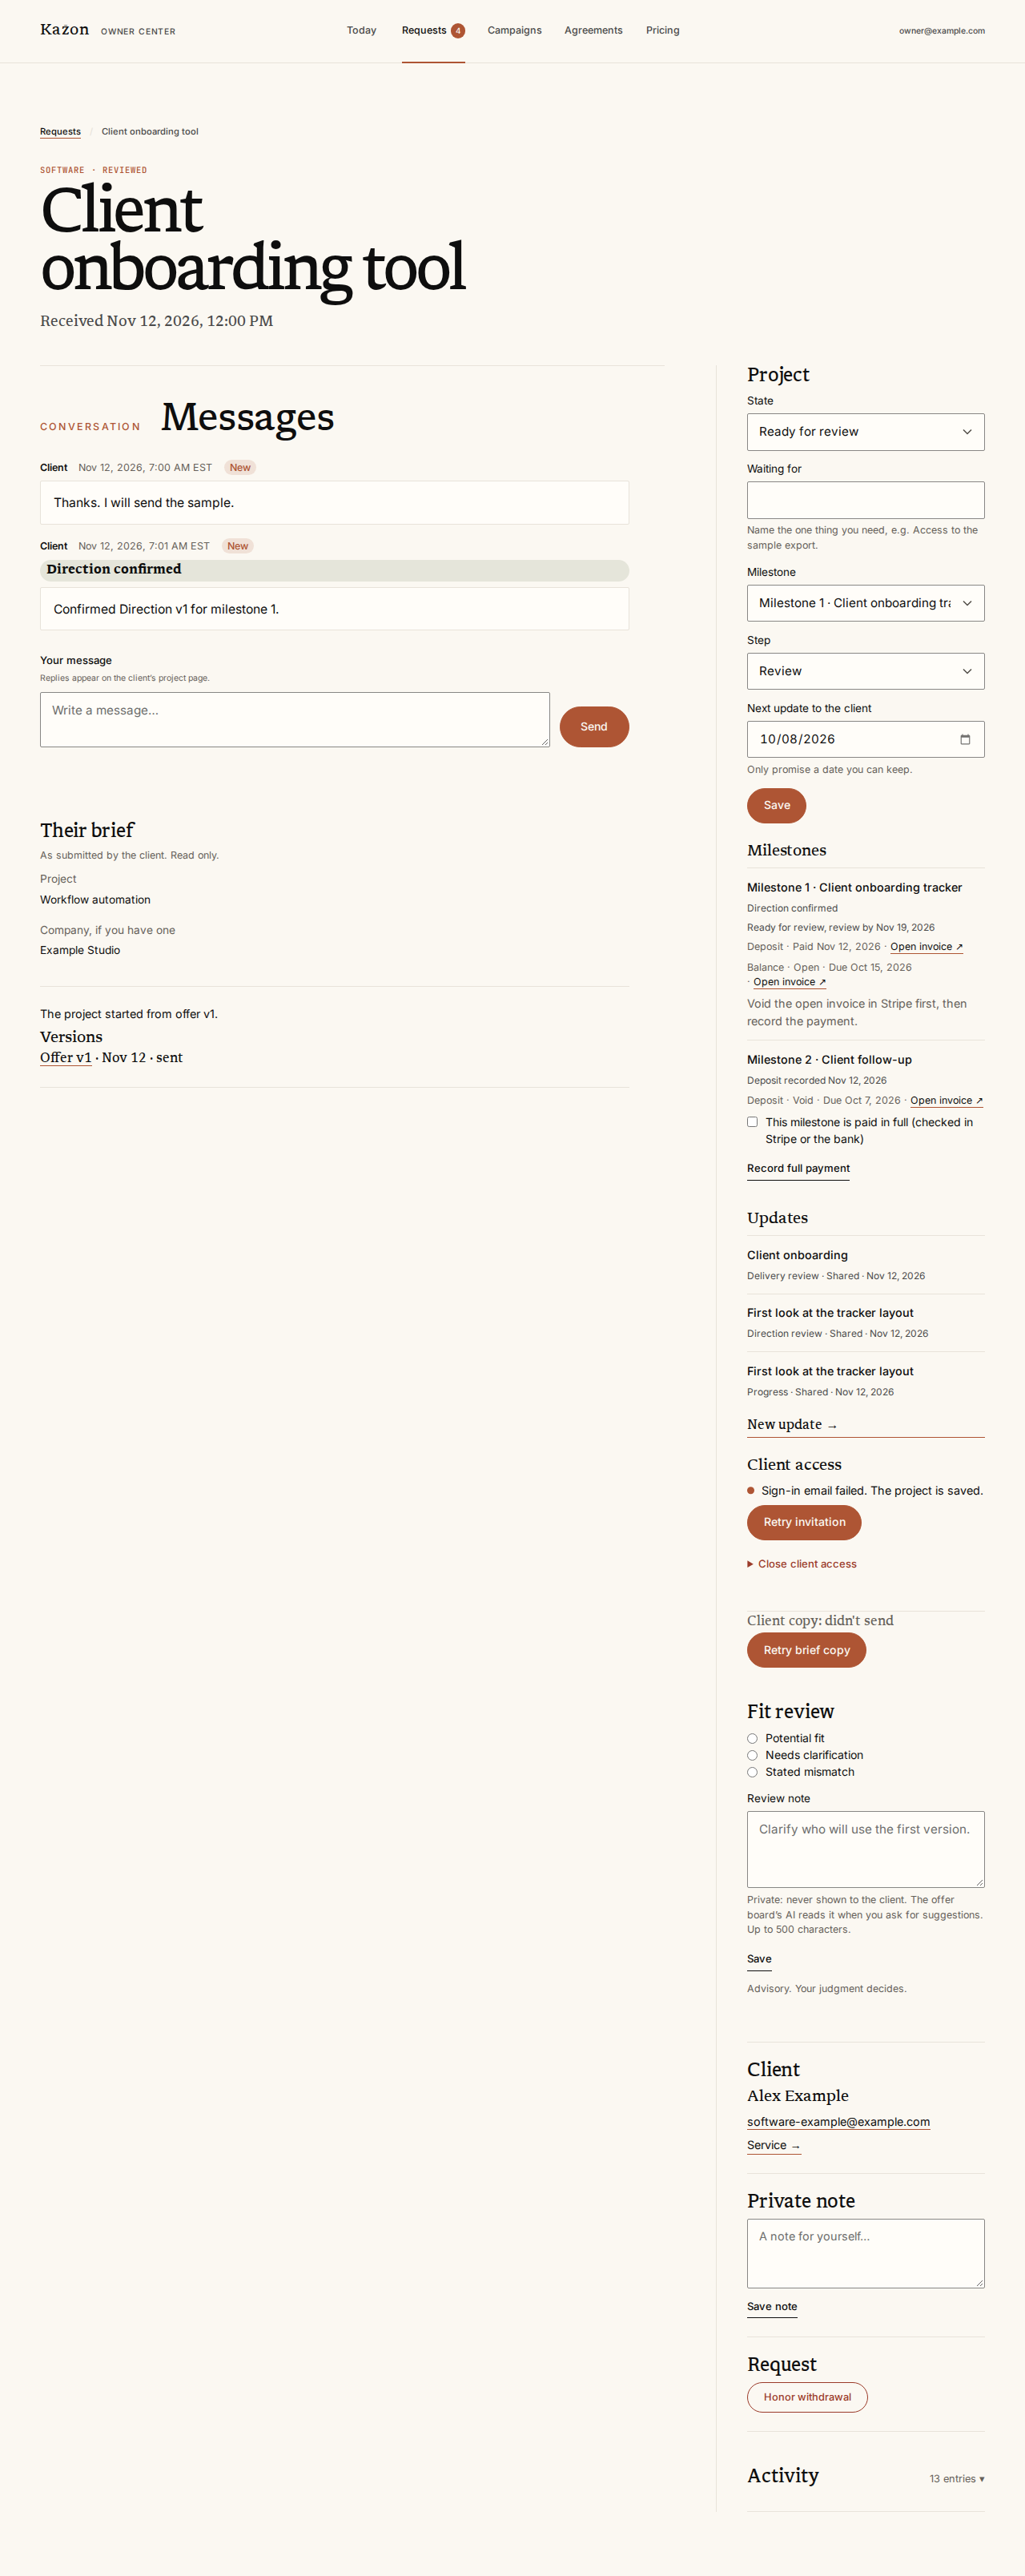 Kazon OWNER CENTER
Today
Requests 4
Campaigns
Agreements
Pricing
owner@example.com
Requests / Client onboarding tool
SOFTWARE · REVIEWED
Client
onboarding tool
Received Nov 12, 2026, 12:00 PM
CONVERSATION Messages
Client Nov 12, 2026, 7:00 AM EST New
Thanks. I will send the sample.
Client Nov 12, 2026, 7:01 AM EST New
Direction confirmed
Confirmed Direction v1 for milestone 1.
Your message
Replies appear on the client's project page.
Write a message...
Send
Their brief
As submitted by the client. Read only.
Project
Workflow automation
Company, if you have one
Example Studio
The project started from offer v1.
Versions
Offer v1 · Nov 12 · sent
Project
State
Ready for review
Waiting for
Name the one thing you need, e.g. Access to the
sample export.
Milestone
Milestone 1 · Client onboarding tra
Step
Review
Next update to the client
10/08/2026
Only promise a date you can keep.
Save
Milestones
Milestone 1 · Client onboarding tracker
Direction confirmed
Ready for review, review by Nov 19, 2026
Deposit · Paid Nov 12, 2026 · Open invoice ↗
Balance · Open · Due Oct 15, 2026
· Open invoice ↗
Void the open invoice in Stripe first, then
record the payment.
Milestone 2 · Client follow-up
Deposit recorded Nov 12, 2026
Deposit · Void · Due Oct 7, 2026 · Open invoice ↗
This milestone is paid in full (checked in
Stripe or the bank)
Record full payment
Updates
Client onboarding
Delivery review · Shared · Nov 12, 2026
First look at the tracker layout
Direction review · Shared · Nov 12, 2026
First look at the tracker layout
Progress · Shared · Nov 12, 2026
New update →
Client access
Sign-in email failed. The project is saved.
Retry invitation
▶ Close client access
Client copy: didn't send
Retry brief copy
Fit review
Potential fit
Needs clarification
Stated mismatch
Review note
Clarify who will use the first version.
Private: never shown to the client. The offer
board's AI reads it when you ask for suggestions.
Up to 500 characters.
Save
Advisory. Your judgment decides.
Client
Alex Example
software-example@example.com
Service →
Private note
A note for yourself...
Save note
Request
Honor withdrawal
Activity 13 entries ▾